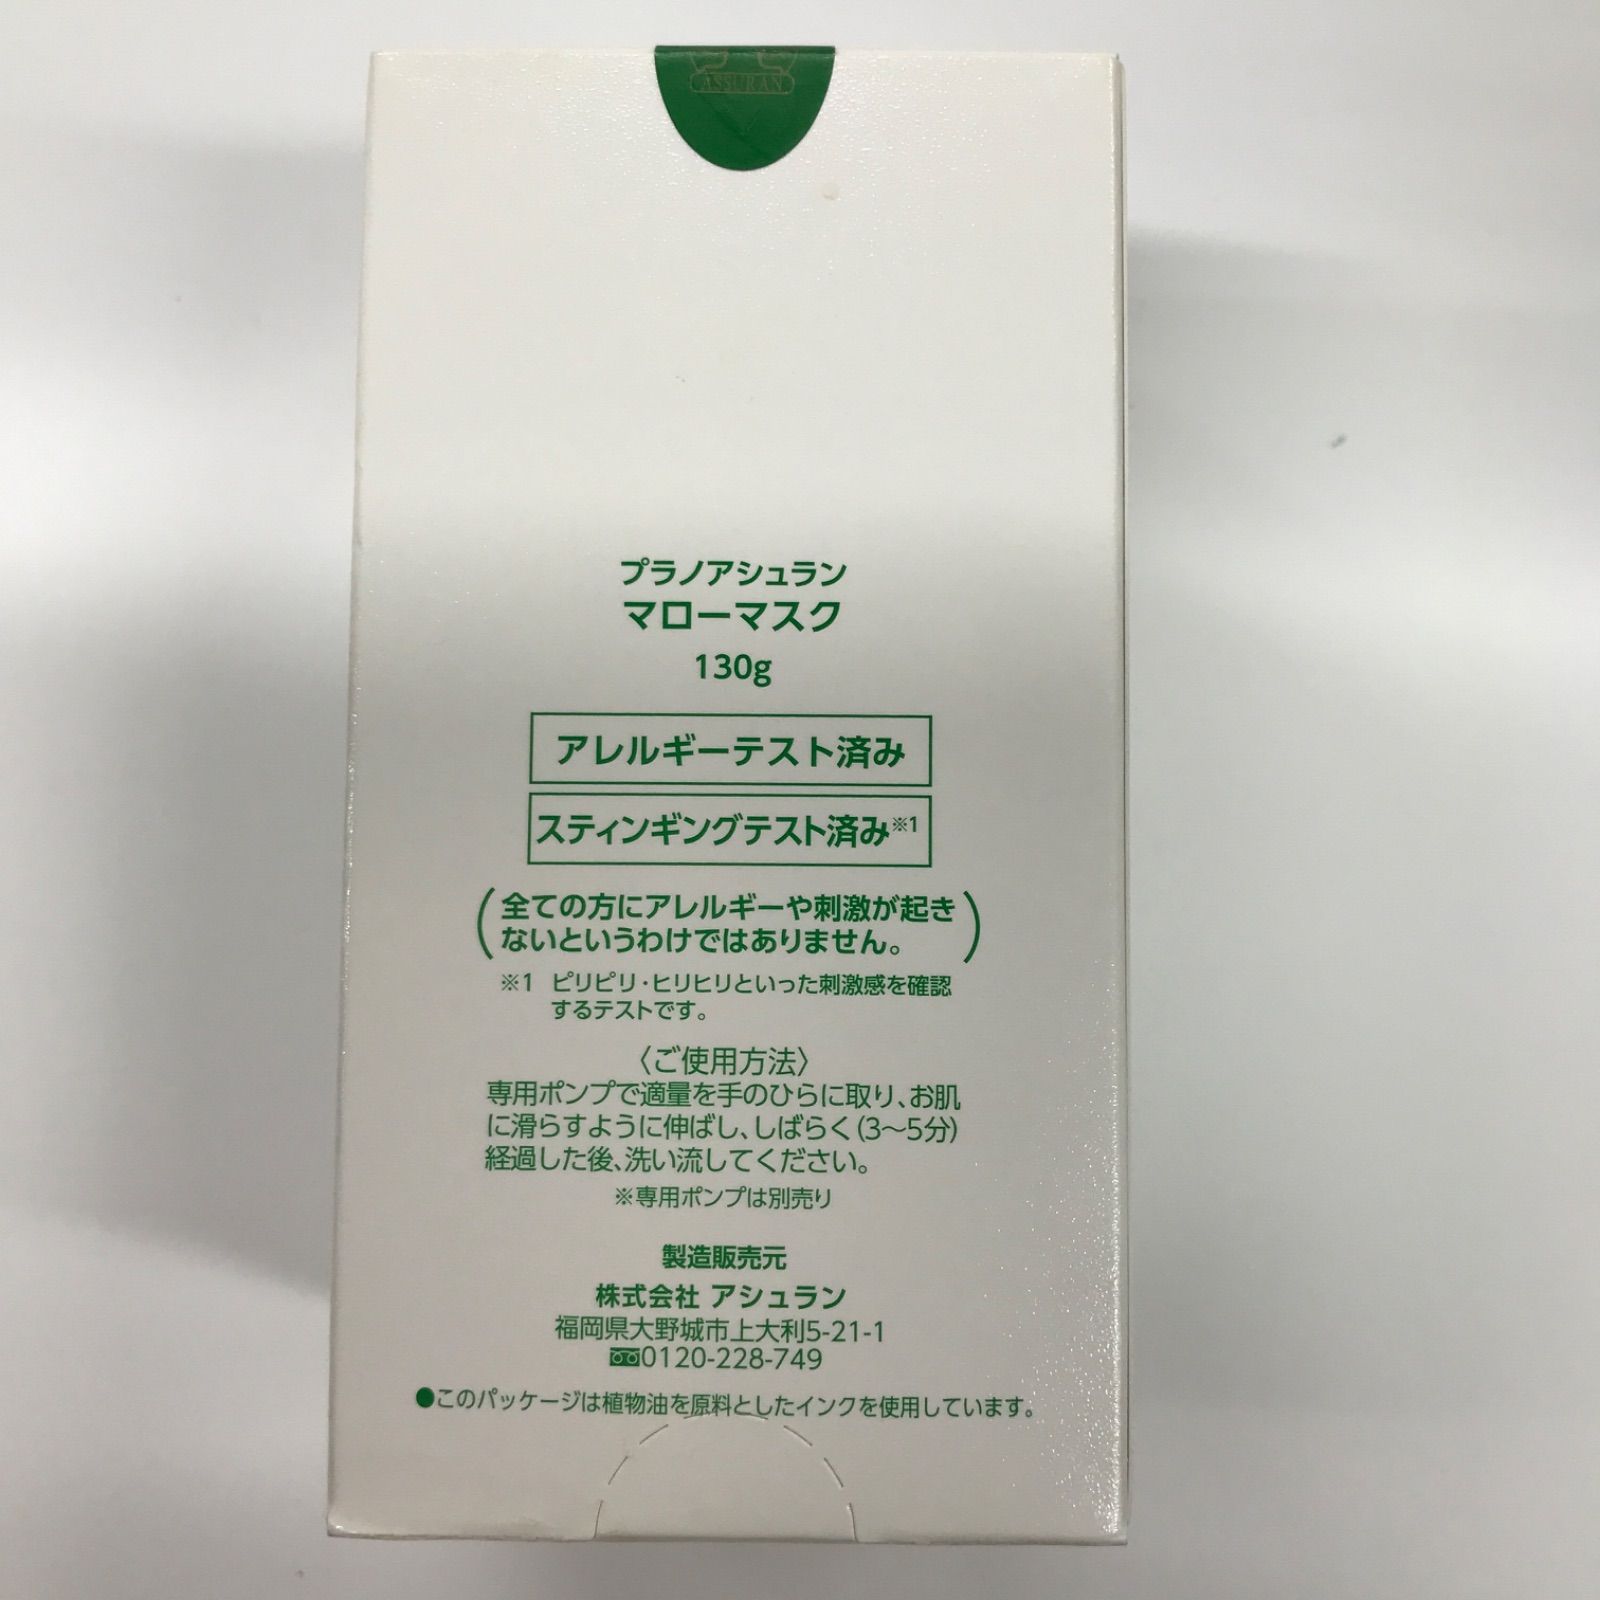 ASSURAN
プラノアシュラン
マローマスク
130g
アレルギーテスト済み
スティンギングテスト済み※1
(全ての方にアレルギーや刺激が起き
ないというわけではありません。)
※1 ピリピリ・ヒリヒリといった刺激感を確認
するテストです。
〈ご使用方法〉
専用ポンプで適量を手のひらに取り、お肌
に滑らすように伸ばし、しばらく(3〜5分)
経過した後、洗い流してください。
※専用ポンプは別売り
製造販売元
株式会社 アシュラン
福岡県大野城市上大利5-21-1
0120-228-749
●このパッケージは植物油を原料としたインクを使用しています。